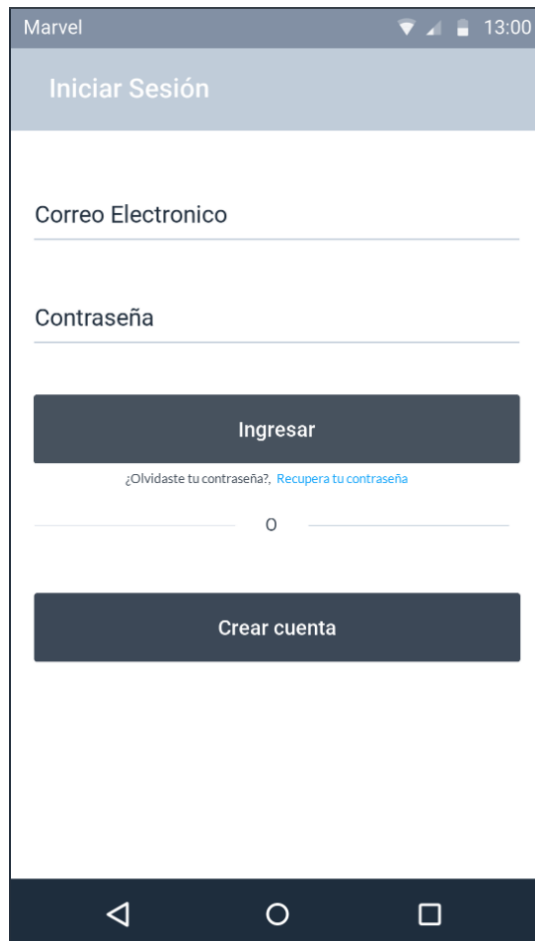 Marvel 13:00
Iniciar Sesión
Correo Electronico
Contraseña
Ingresar
¿Olvidaste tu contraseña?, Recupera tu contraseña
O
Crear cuenta